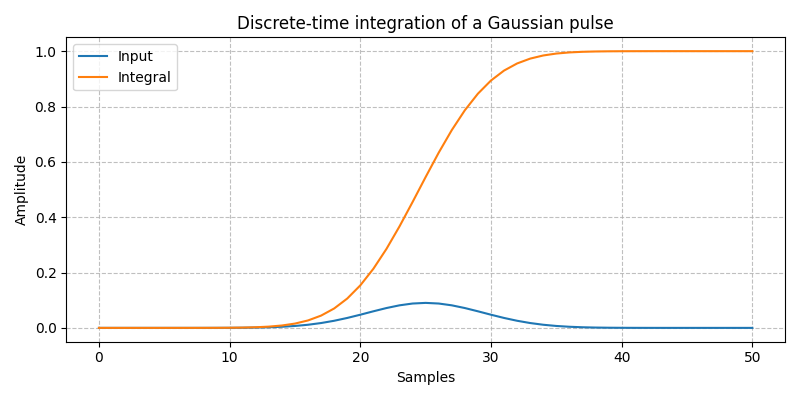 Discrete-time integration of a Gaussian pulse
Input
Integral
Amplitude
1.0
0.8
0.6
0.4
0.2
0.0
0 10 20 30 40 50
Samples